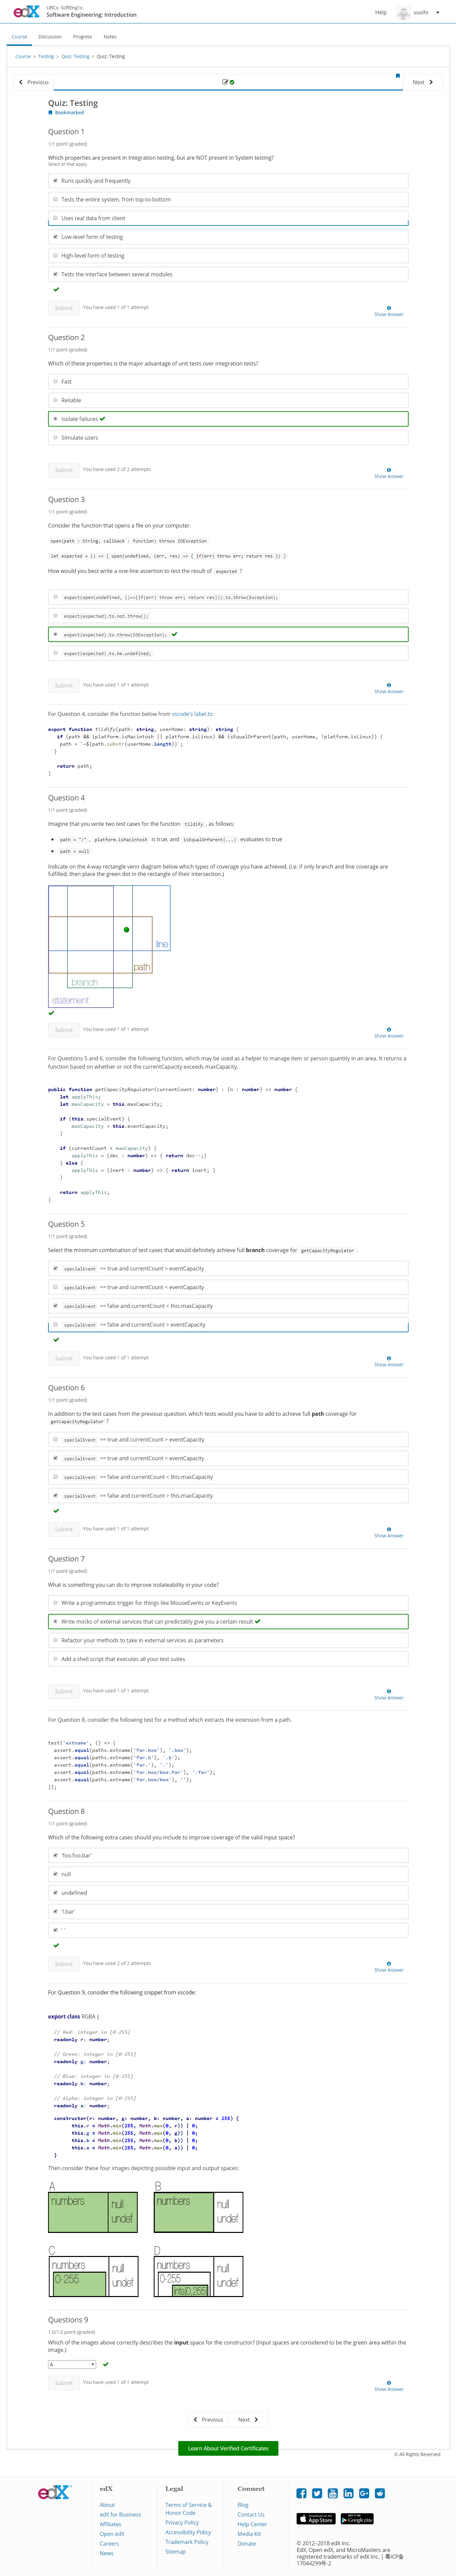 edX
UBCx: SoftEng1x
Software Engineering: Introduction
Help
vuvihi
Course Discussion Progress Notes
Course > Testing > Quiz: Testing > Quiz: Testing
Previous
Next
Quiz: Testing
Bookmarked
Question 1
1/1 point (graded)
Which properties are present in Integration testing, but are NOT present in System testing?
Select all that apply.
Runs quickly and frequently
Tests the entire system, from top-to-bottom
Uses real data from client
Low-level form of testing
High-level form of testing
Tests the interface between several modules
Submit You have used 1 of 1 attempt
Show Answer
Question 2
1/1 point (graded)
Which of these properties is the major advantage of unit tests over integration tests?
Fast
Reliable
Isolate failures
Simulate users
Submit You have used 2 of 2 attempts
Show Answer
Question 3
1/1 point (graded)
Consider the function that opens a file on your computer.
open(path : String, callback : function) throws IOException
let expected = () => { open(undefined, (err, res) => { if(err) throw err; return res }) }
How would you best write a one-line assertion to test the result of expected ?
expect(open(undefined, ()=>{if(err) throw err; return res})).to.throw(Exception);
expect(expected).to.not.throw();
expect(expected).to.throw(IOException);
expect(expected).to.be.undefined;
Submit You have used 1 of 1 attempt
Show Answer
For Question 4, consider the function below from vscode's label.ts:
export function tildify(path: string, userHome: string): string {
if (path && (platform.isMacintosh || platform.isLinux) && isEqualOrParent(path, userHome, !platform.isLinux)) {
path = `~${path.substr(userHome.length)}`;
}
return path;
}
Question 4
1/1 point (graded)
Imagine that you write two test cases for the function tildify , as follows:
path = "/" , platform.isMacintosh is true, and isEqualOrParent(...) evaluates to true
path = null
Indicate on the 4-way rectangle venn diagram below which types of coverage you have achieved. (i.e. if only branch and line coverage are
fulfilled, then place the green dot in the rectangle of their intersection.)
line
path
branch
statement
Submit You have used 1 of 1 attempt
Show Answer
For Questions 5 and 6, consider the following function, which may be used as a helper to manage item or person quantity in an area. It returns a
function based on whether or not the currentCapacity exceeds maxCapacity.
public function getCapacityRegulator(currentCount: number) : (n : number) => number {
let applyThis;
let maxCapacity = this.maxCapacity;
if (this.specialEvent) {
maxCapacity = this.eventCapacity;
}
if (currentCount < maxCapacity) {
applyThis = (dec : number) => { return dec--;}
} else {
applyThis = (inert : number) => { return inert; }
}
return applyThis;
}
Question 5
1/1 point (graded)
Select the minimum combination of test cases that would definitely achieve full branch coverage for getCapacityRegulator .
specialEvent == true and currentCount > eventCapacity
specialEvent == true and currentCount < eventCapacity
specialEvent == false and currentCount < this.maxCapacity
specialEvent == false and currentCount > eventCapacity
Submit You have used 1 of 1 attempt
Show Answer
Question 6
1/1 point (graded)
In addition to the test cases from the previous question, which tests would you have to add to achieve full path coverage for
getCapacityRegulator ?
specialEvent == true and currentCount > eventCapacity
specialEvent == true and currentCount < eventCapacity
specialEvent == false and currentCount < this.maxCapacity
specialEvent == false and currentCount > this.maxCapacity
Submit You have used 1 of 1 attempt
Show Answer
Question 7
1/1 point (graded)
What is something you can do to improve isolateability in your code?
Write a programmatic trigger for things like MouseEvents or KeyEvents
Write mocks of external services that can predictably give you a certain result
Refactor your methods to take in external services as parameters
Add a shell script that executes all your test suites
Submit You have used 1 of 1 attempt
Show Answer
For Question 8, consider the following test for a method which extracts the extension from a path.
test('extname', () => {
assert.equal(paths.extname('far.boo'), '.boo');
assert.equal(paths.extname('far.b'), '.b');
assert.equal(paths.extname('far.'), '.');
assert.equal(paths.extname('far.boo/boo.far'), '.far');
assert.equal(paths.extname('far.boo/boo'), '');
});
Question 8
1/1 point (graded)
Which of the following extra cases should you include to improve coverage of the valid input space?
'foo.foo.bar'
null
undefined
'!.bar'
' '
Submit You have used 2 of 2 attempts
Show Answer
For Question 9, consider the following snippet from vscode:
export class RGBA {
// Red: integer in [0-255]
readonly r: number;
// Green: integer in [0-255]
readonly g: number;
// Blue: integer in [0-255]
readonly b: number;
// Alpha: integer in [0-255]
readonly a: number;
constructor(r: number, g: number, b: number, a: number = 255) {
this.r = Math.min(255, Math.max(0, r)) | 0;
this.g = Math.min(255, Math.max(0, g)) | 0;
this.b = Math.min(255, Math.max(0, b)) | 0;
this.a = Math.min(255, Math.max(0, a)) | 0;
}
Then consider these four images depicting possible input and output spaces:
A
numbers null undef
B
numbers null undef
C
numbers 0-255 null undef
D
numbers 0-255 ints[0,255] null undef
Questions 9
1.0/1.0 point (graded)
Which of the images above correctly describes the input space for the constructor? (Input spaces are considered to be the green area within the
image.)
A
Submit You have used 1 of 1 attempt
Show Answer
Previous Next
Learn About Verified Certificates
© All Rights Reserved
edX
edX
About
edX for Business
Affiliates
Open edX
Careers
News
Legal
Terms of Service &
Honor Code
Privacy Policy
Accessibility Policy
Trademark Policy
Sitemap
Connect
Blog
Contact Us
Help Center
Media Kit
Donate
App Store
Google play
© 2012–2018 edX Inc.
EdX, Open edX, and MicroMasters are
registered trademarks of edX Inc. | 粤ICP备
17044299号-2